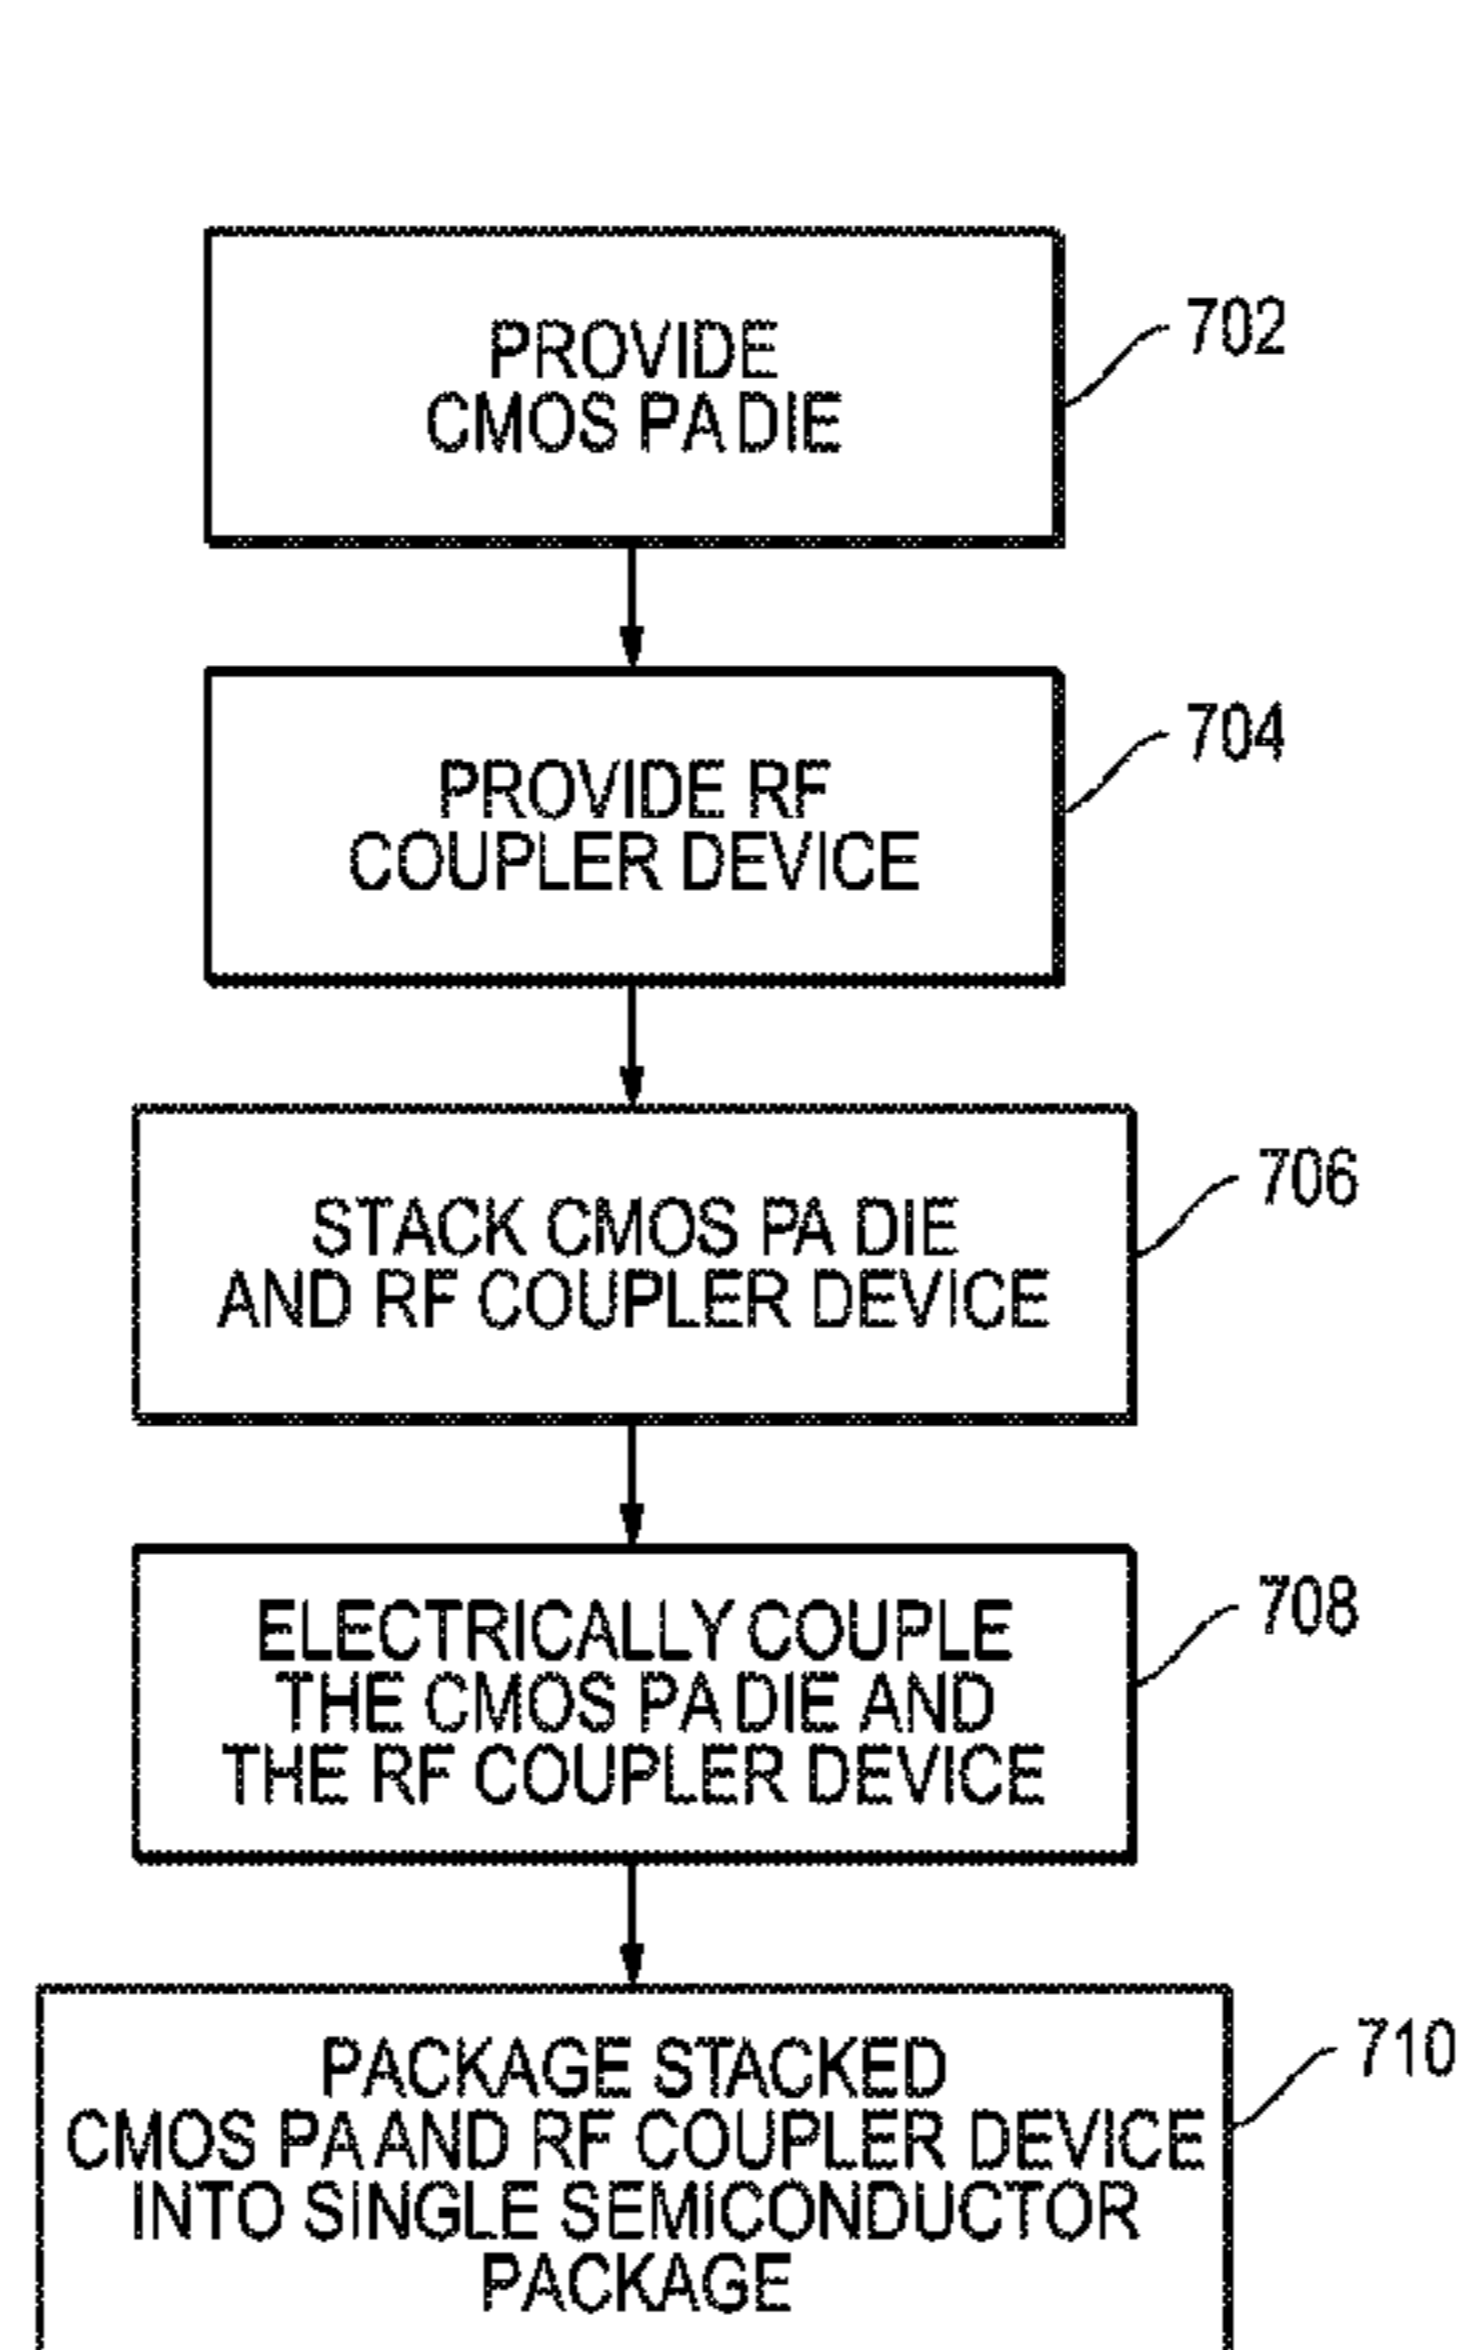 PROVIDE
CMOS PA DIE
702
PROVIDE RF
COUPLER DEVICE
704
STACK CMOS PA DIE
AND RF COUPLER DEVICE
706
ELECTRICALLY COUPLE
THE CMOS PA DIE AND
THE RF COUPLER DEVICE
708
PACKAGE STACKED
CMOS PA AND RF COUPLER DEVICE
INTO SINGLE SEMICONDUCTOR
PACKAGE
710